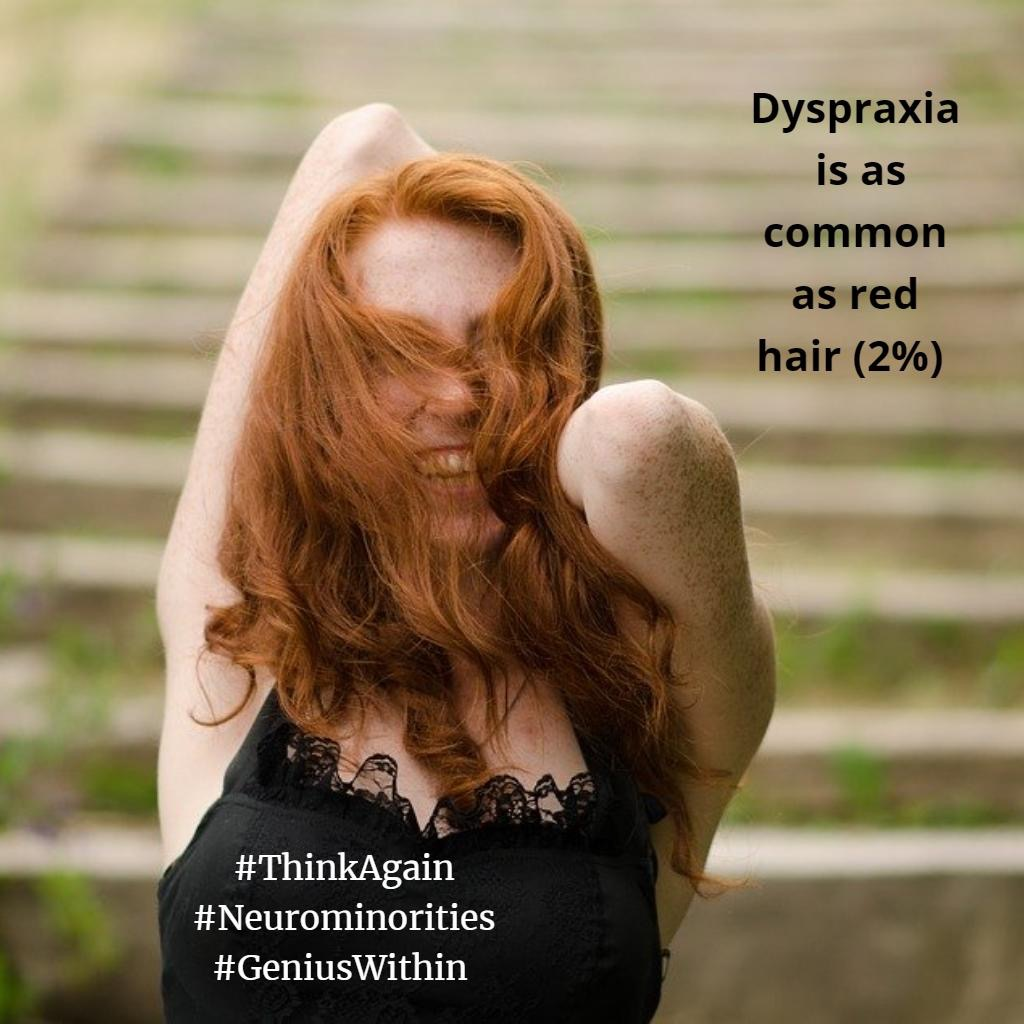 Dyspraxia
is as
common
as red
hair (2%)
#ThinkAgain
#Neurominorities
#GeniusWithin